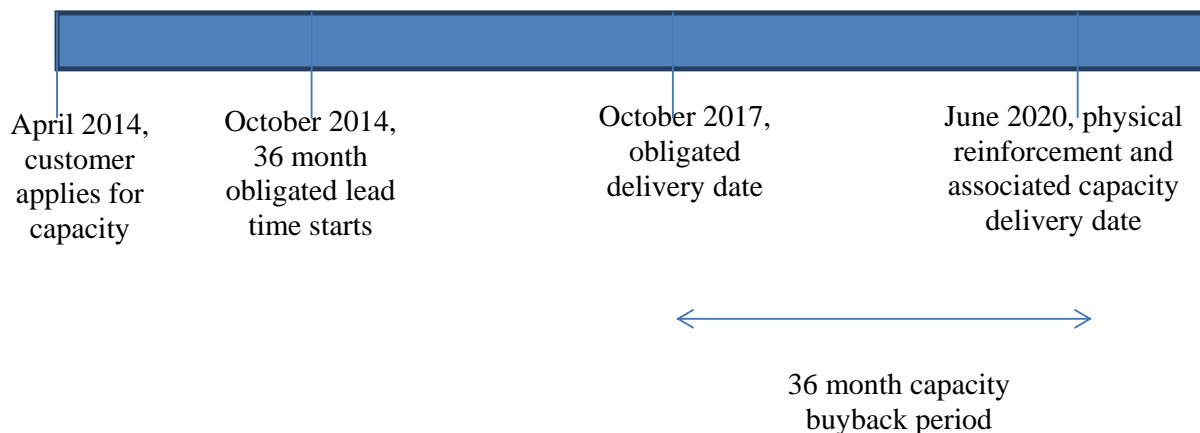 April 2014,
customer
applies for
capacity
October 2014,
36 month
obligated lead
time starts
October 2017,
obligated
delivery date
June 2020, physical
reinforcement and
associated capacity
delivery date
36 month capacity
buyback period